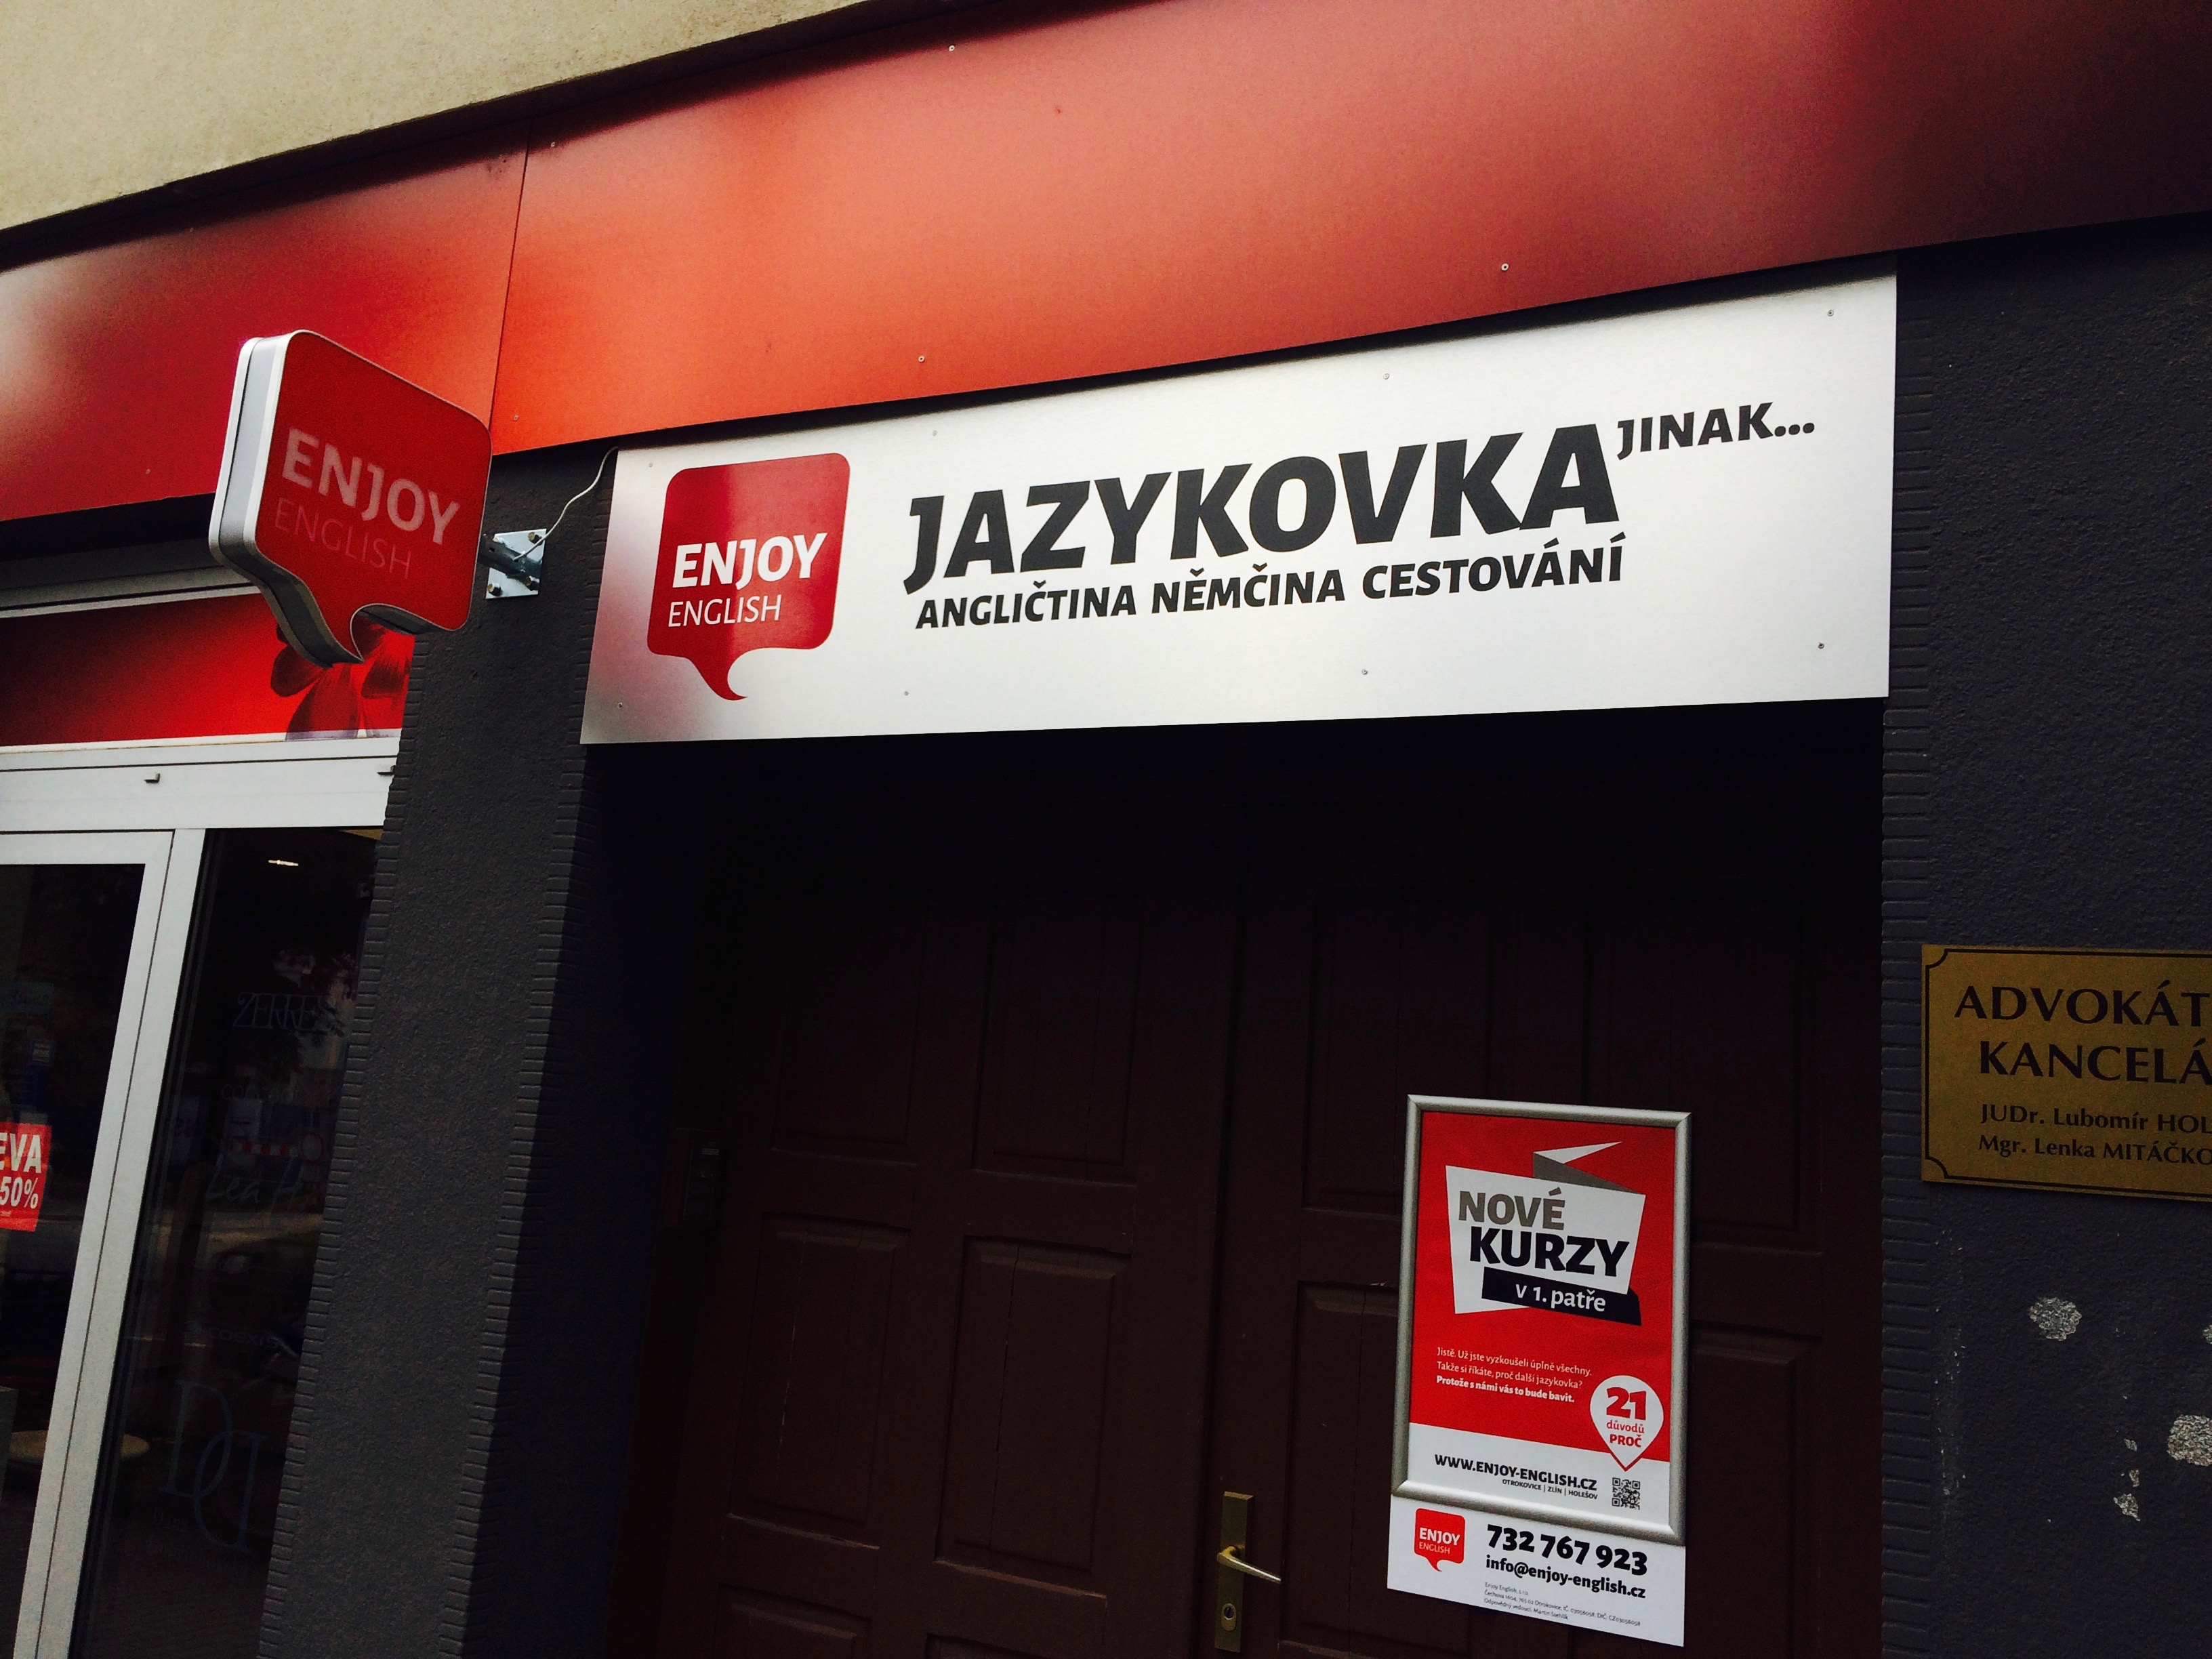 ENJOY
ENGLISH
ENJOY
ENGLISH
JAZYKOVKA JINAK...
ANGLIČTINA NĚMČINA CESTOVÁNÍ
ADVOKÁT
KANCELÁ
JUDr. Lubomír HOL
Mgr. Lenka MITÁČKO
EVA
50%
ZERRES
NOVÉ
KURZY
v 1. patře
Jistě. Už jste vyzkoušeli úplně všechny.
Takže si říkáte, proč další jazykovka?
Protože s námi vás to bude bavit.
21
důvodů
PROČ
WWW.ENJOY-ENGLISH.CZ
OTROKOVICE | ZLÍN | HOLEŠOV
ENJOY
ENGLISH
732 767 923
info@enjoy-english.cz
Enjoy English, s.r.o.